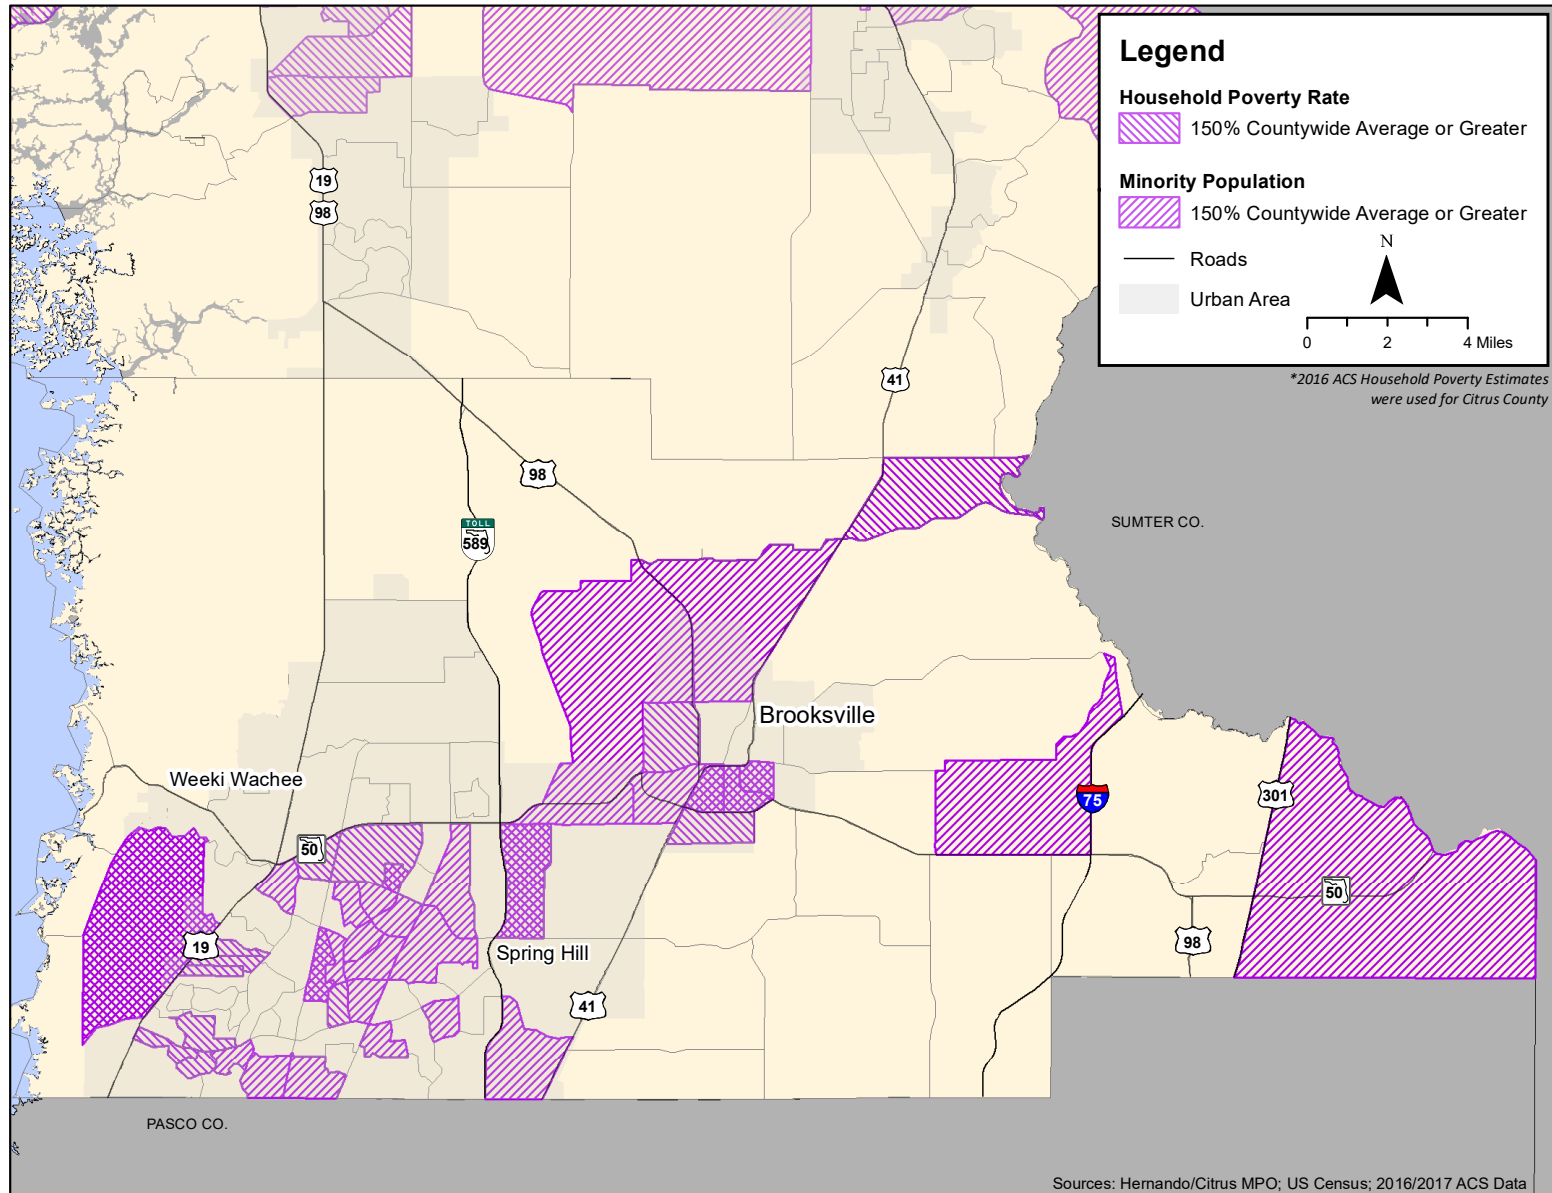 Legend
Household Poverty Rate
150% Countywide Average or Greater
Minority Population
150% Countywide Average or Greater
N
Roads
Urban Area
0 2 4 Miles
*2016 ACS Household Poverty Estimates
were used for Citrus County
19
98
41
98
TOLL
589
SUMTER CO.
Brooksville
Weeki Wachee
75
301
50
50
19
98
Spring Hill
41
PASCO CO.
Sources: Hernando/Citrus MPO; US Census; 2016/2017 ACS Data